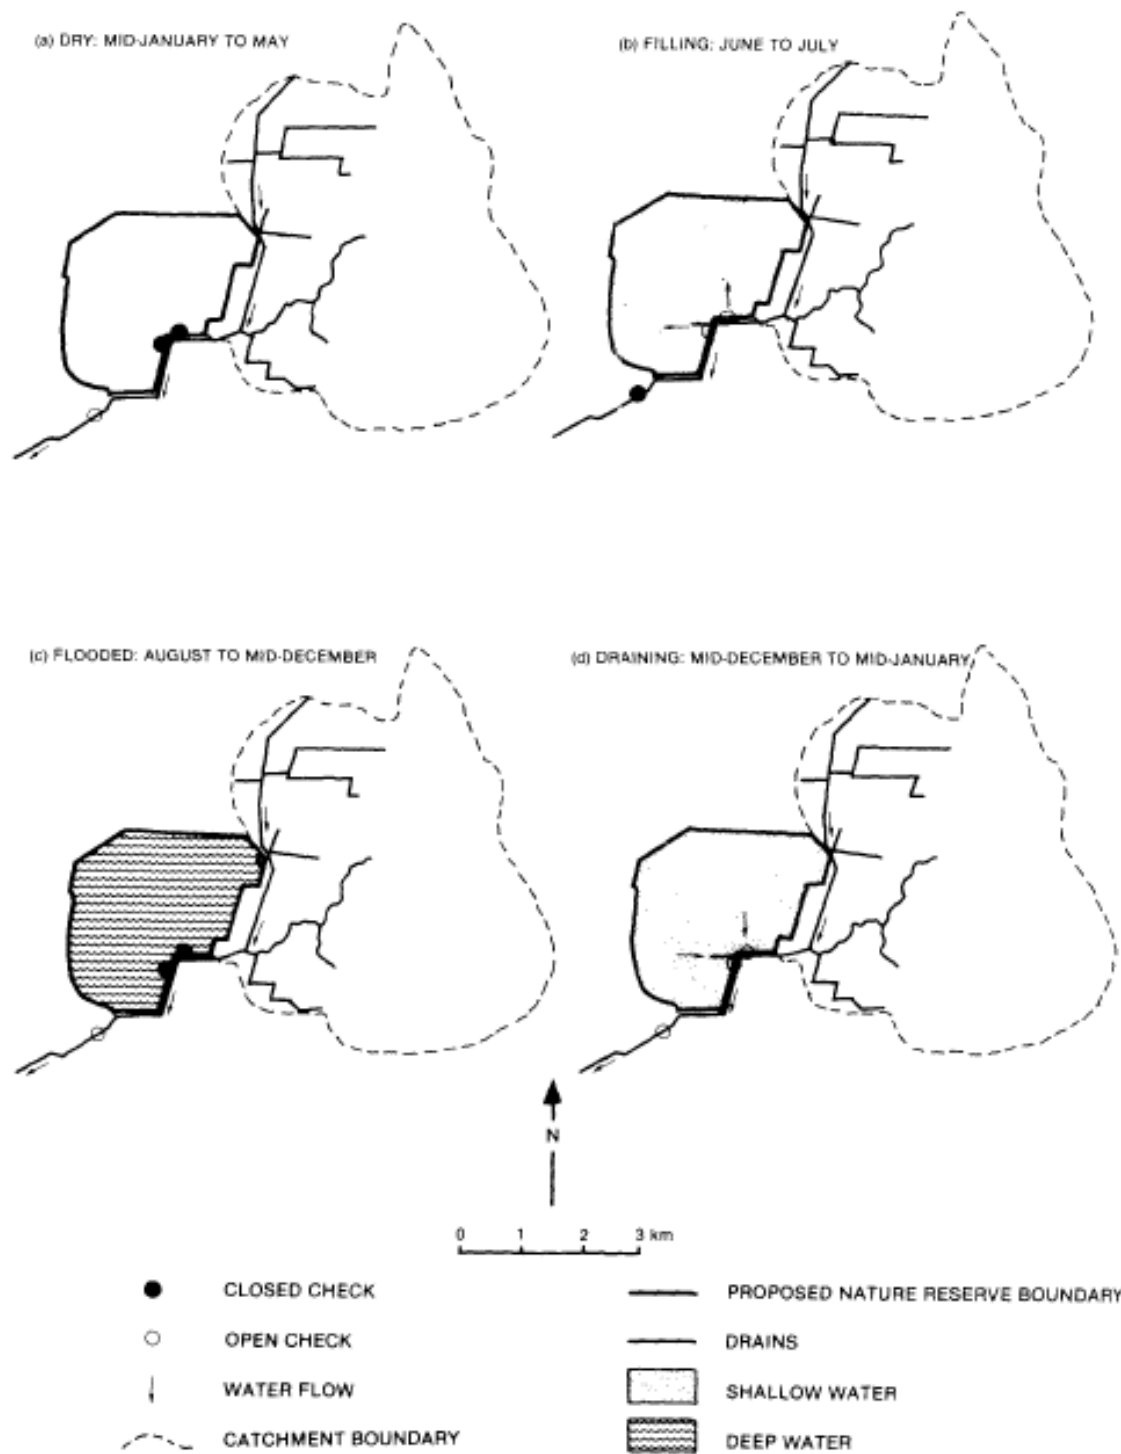 (a) DRY: MID-JANUARY TO MAY
(b) FILLING: JUNE TO JULY
(c) FLOODED: AUGUST TO MID-DECEMBER
(d) DRAINING: MID-DECEMBER TO MID-JANUARY
N
0 1 2 3 km
CLOSED CHECK
PROPOSED NATURE RESERVE BOUNDARY
OPEN CHECK
DRAINS
WATER FLOW
SHALLOW WATER
CATCHMENT BOUNDARY
DEEP WATER